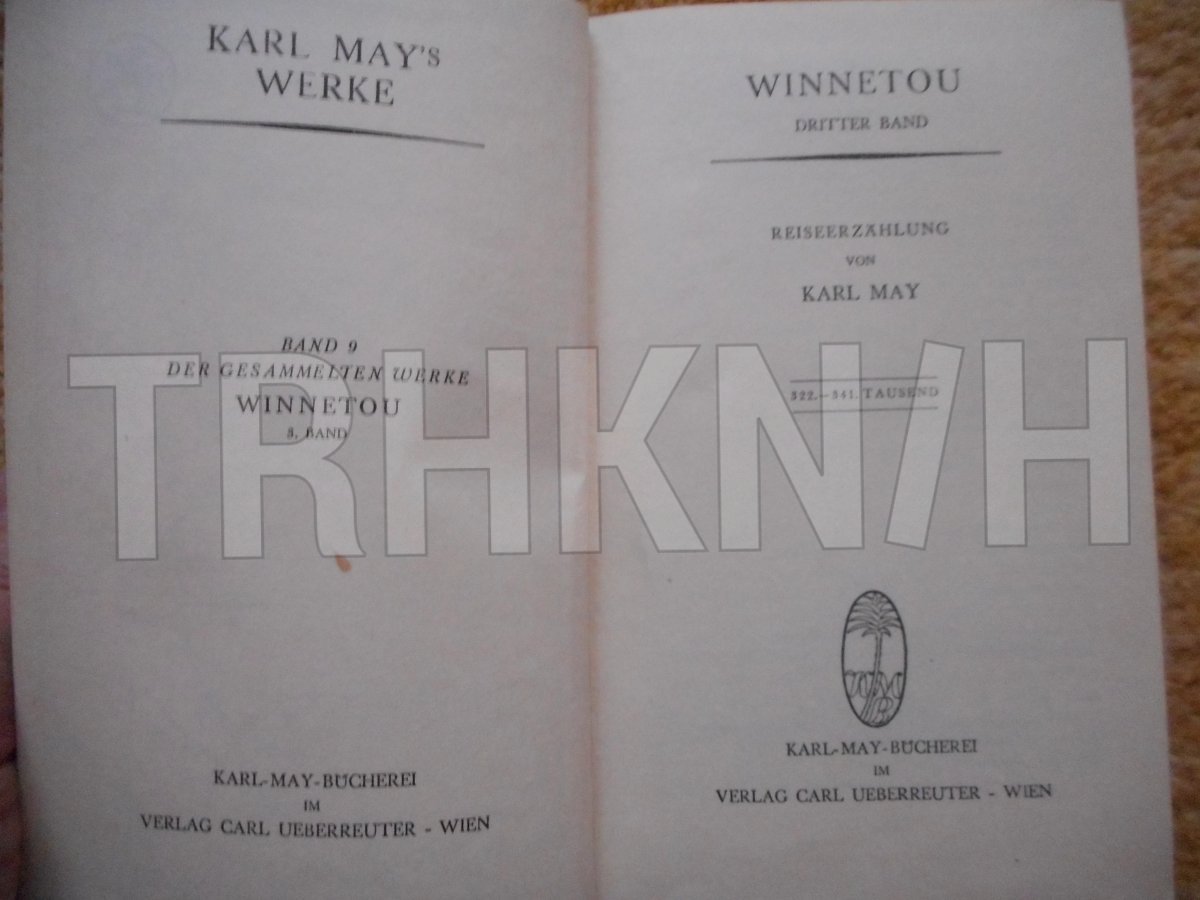 KARL MAY's
WERKE
BAND 9
DER GESAMMELTEN WERKE
WINNETOU
3. BAND
KARL-MAY-BÜCHEREI
IM
VERLAG CARL UEBERREUTER - WIEN
WINNETOU
DRITTER BAND
REISEERZÄHLUNG
VON
KARL MAY
322.-341. TAUSEND
KARL-MAY-BÜCHEREI
IM
VERLAG CARL UEBERREUTER - WIEN
TRHKN/H